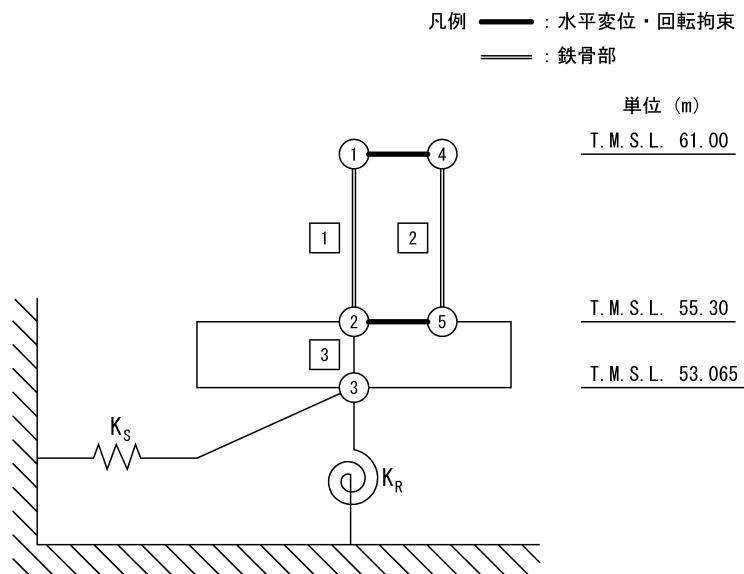 凡例 : 水平変位・回転拘束
: 鉄骨部
単位 (m)
1 4 T.M.S.L. 61.00
1 2
2 5 T.M.S.L. 55.30
3
3 T.M.S.L. 53.065
KS
KR